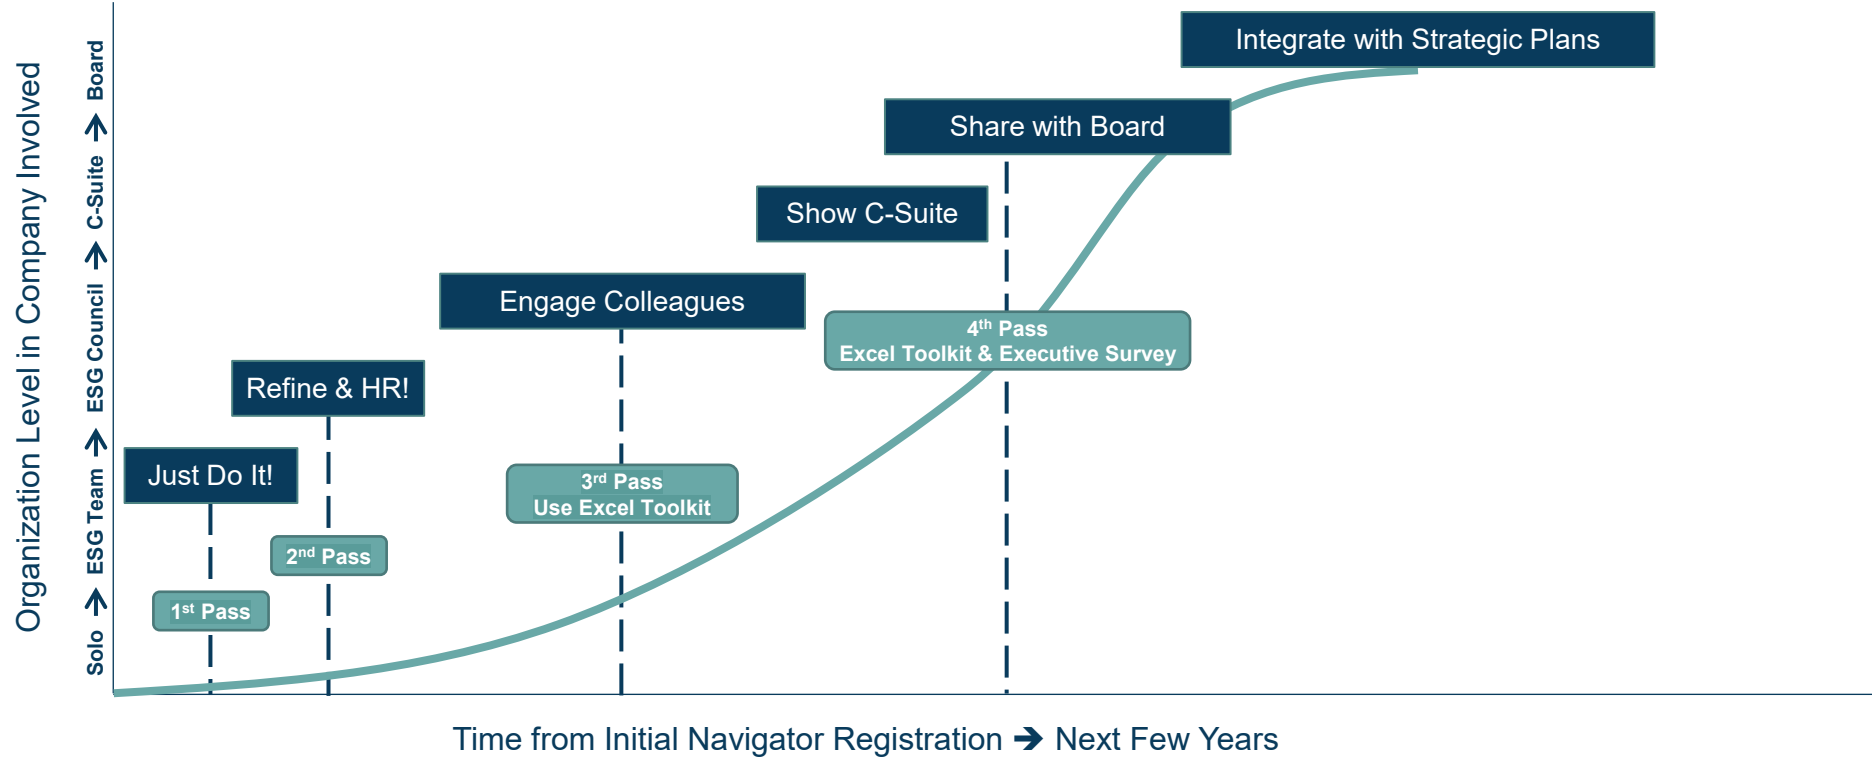 Integrate with Strategic Plans
Share with Board
Show C-Suite
Engage Colleagues
4th Pass
Excel Toolkit & Executive Survey
Refine & HR!
Just Do It!
3rd Pass
Use Excel Toolkit
2nd Pass
1st Pass
Organization Level in Company Involved
Solo → ESG Team → ESG Council → C-Suite → Board
Time from Initial Navigator Registration → Next Few Years